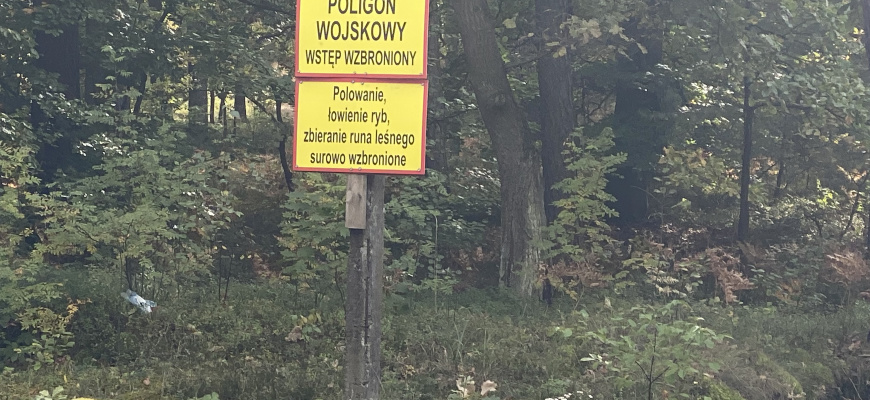 POLIGON
WOJSKOWY
WSTĘP WZBRONIONY
Polowanie,
łowienie ryb,
zbieranie runa leśnego
surowo wzbronione